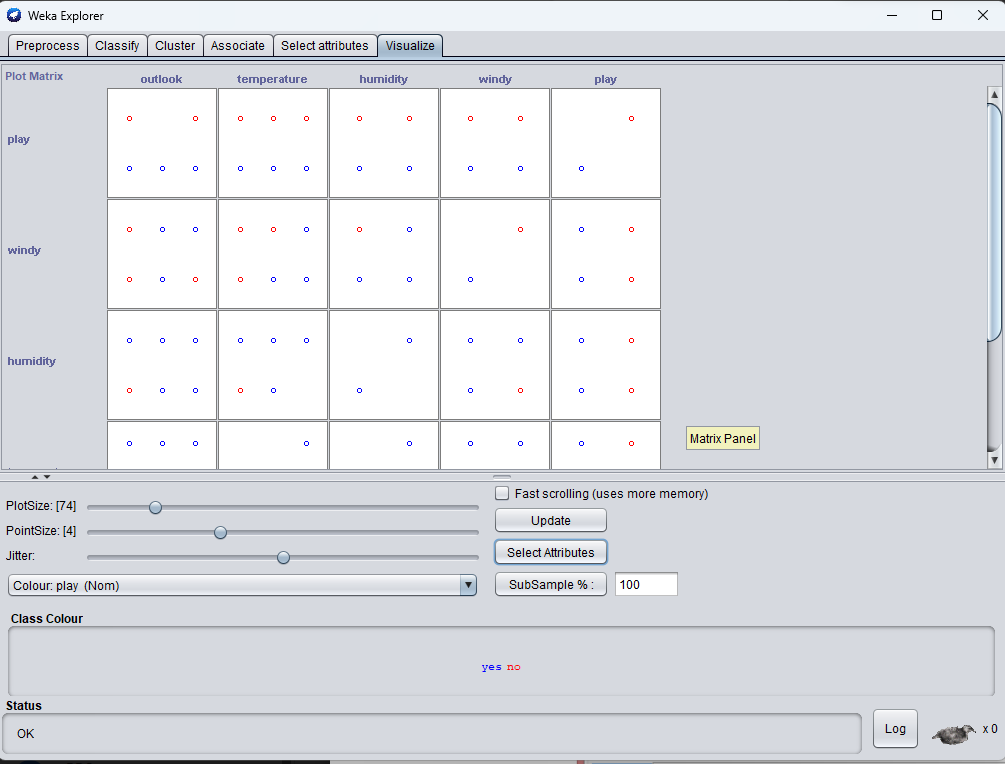 Weka Explorer
Preprocess Classify Cluster Associate Select attributes Visualize
Plot Matrix
outlook temperature humidity windy play
play
windy
humidity
Matrix Panel
PlotSize: [74]
PointSize: [4]
Jitter:
Colour: play (Nom)
Fast scrolling (uses more memory)
Update
Select Attributes
SubSample % : 100
Class Colour
yes no
Status
OK
Log x 0